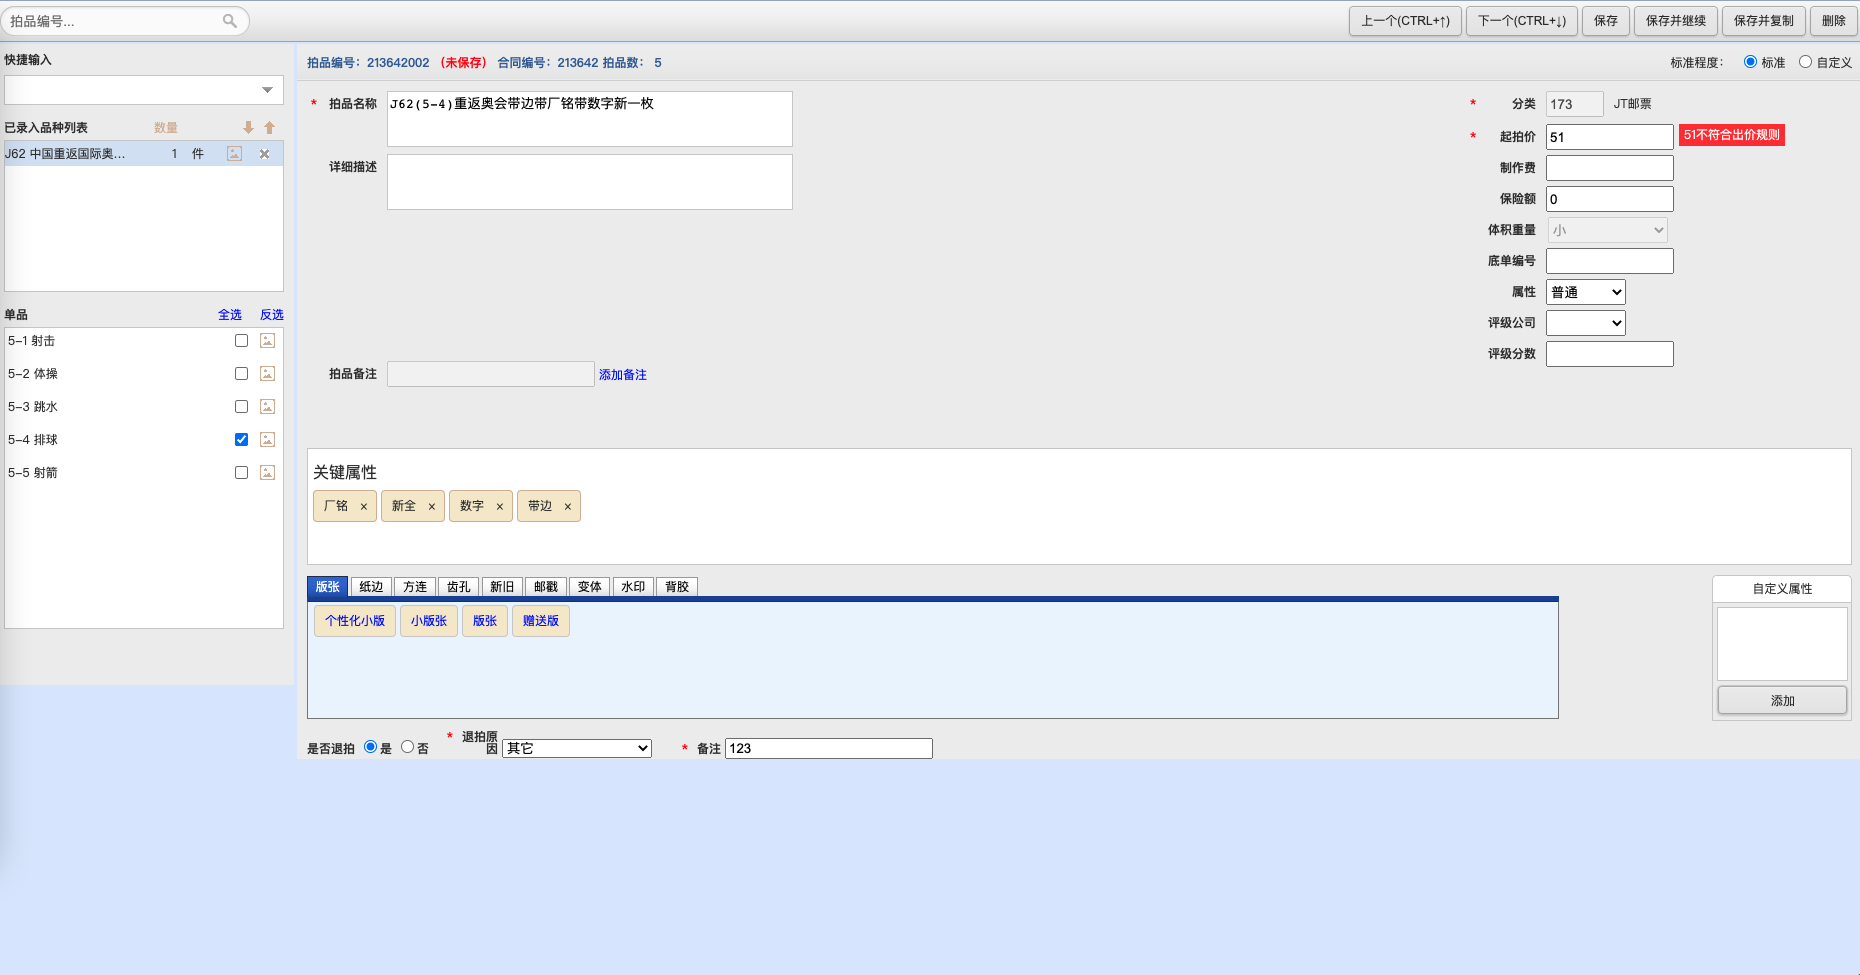 拍品编号...
上一个(CTRL+↑) 下一个(CTRL+↓) 保存 保存并继续 保存并复制 删除
快捷输入
已录入品种列表 数量
J62 中国重返国际奥... 1 件
单品 全选 反选
5-1 射击
5-2 体操
5-3 跳水
5-4 排球
5-5 射箭
拍品编号：213642002 （未保存） 合同编号：213642 拍品数： 5
标准程度： 标准 自定义
* 拍品名称 J62(5-4)重返奥会带边带厂铭带数字新一枚
详细描述
拍品备注 添加备注
* 分类 173 JT邮票
* 起拍价 51 51不符合出价规则
制作费
保险额 0
体积重量 小
底单编号
属性 普通
评级公司
评级分数
关键属性
厂铭 × 新全 × 数字 × 带边 ×
版张 纸边 方连 齿孔 新旧 邮戳 变体 水印 背胶
个性化小版 小版张 版张 赠送版
自定义属性
添加
是否退拍 是 否 * 退拍原因 其它 * 备注 123